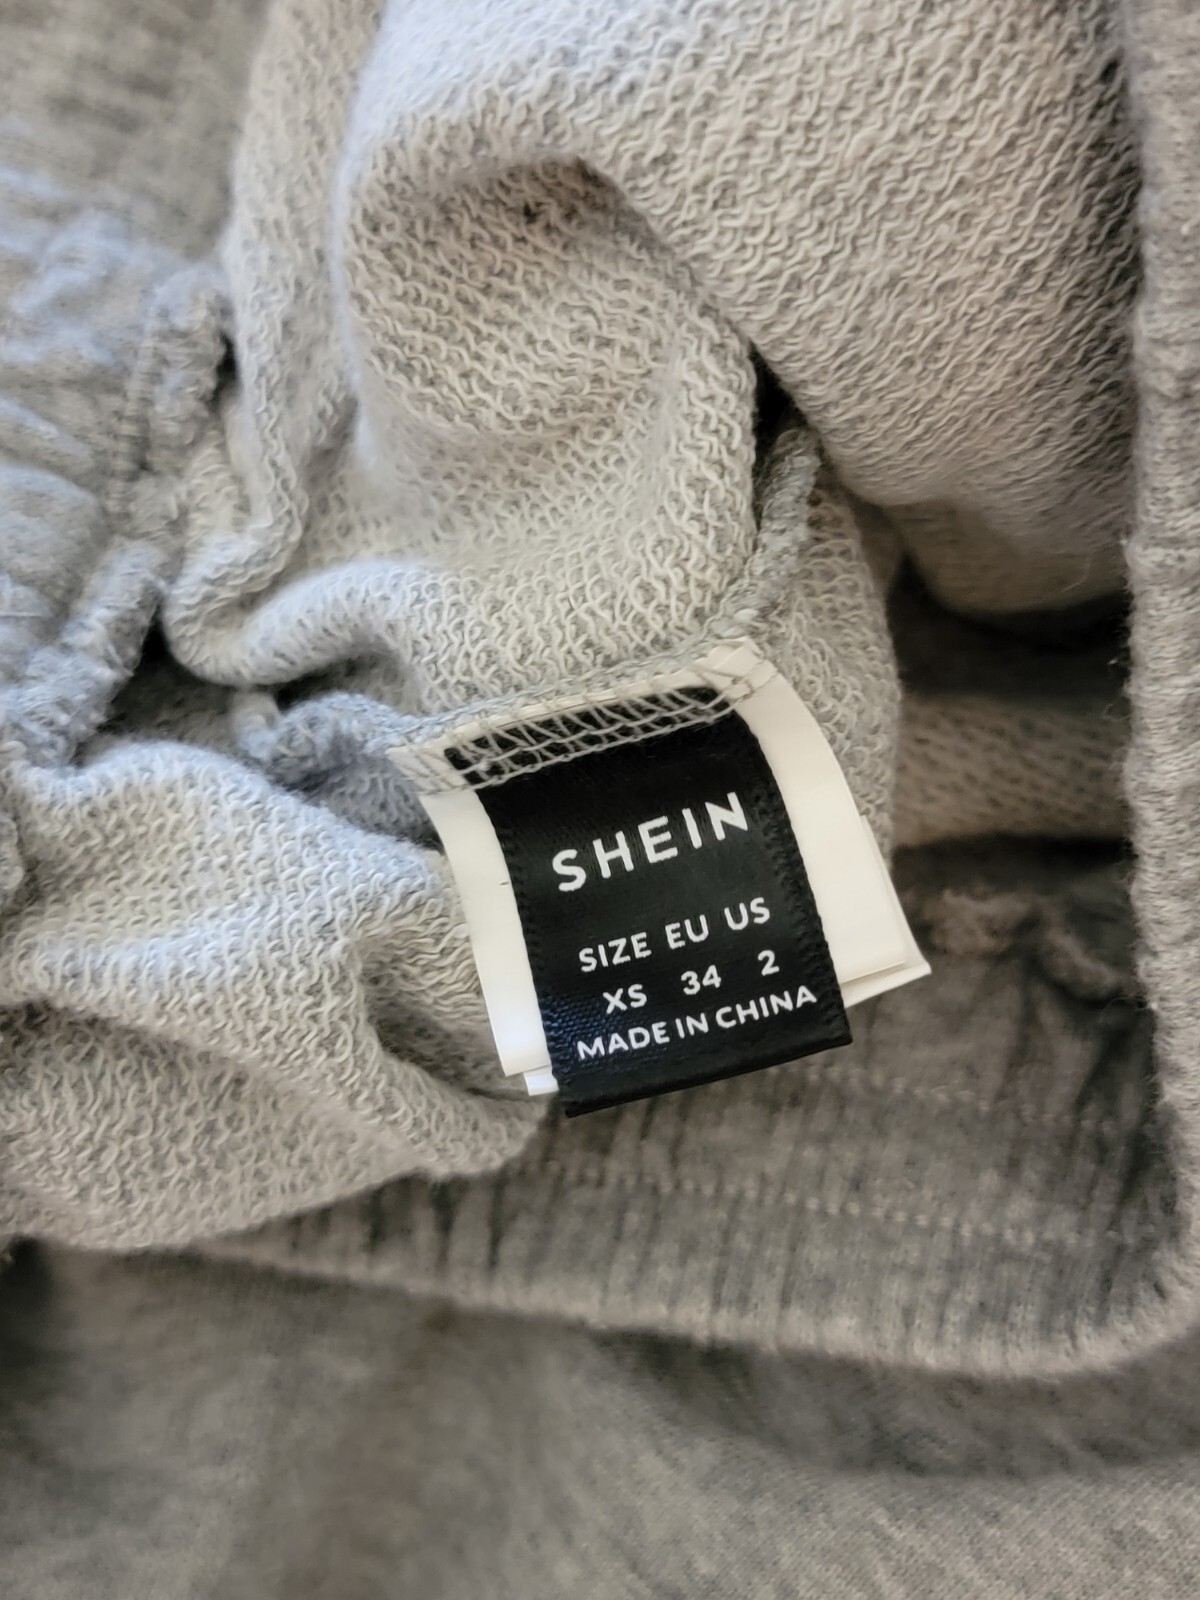 SHEIN
SIZE EU US
XS 34 2
MADE IN CHINA